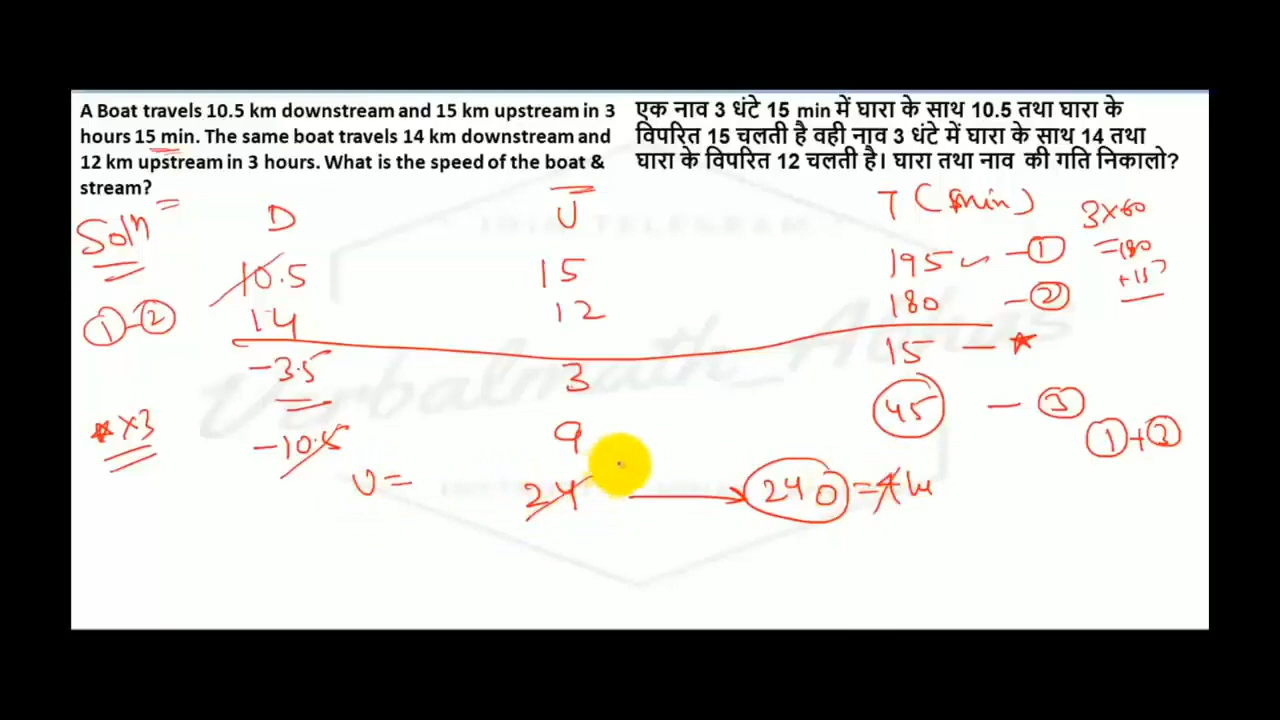 A Boat travels 10.5 km downstream and 15 km upstream in 3
hours 15 min. The same boat travels 14 km downstream and
12 km upstream in 3 hours. What is the speed of the boat &
stream?
एक नाव 3 धंटे 15 min में घारा के साथ 10.5 तथा घारा के
विपरित 15 चलती है वही नाव 3 धंटे में घारा के साथ 14 तथा
घारा के विपरित 12 चलती है। घारा तथा नाव की गति निकालो?
Soln =
D U T (min) 3×60
10.5 15 195 - ① =180
+15
①-② 14 12 180 - ②
-3.5 3 15 - ★
★×3 -10.5 9 45 - ③ ①+③
U= 24 → 240 =4hr
Verbalmath_A